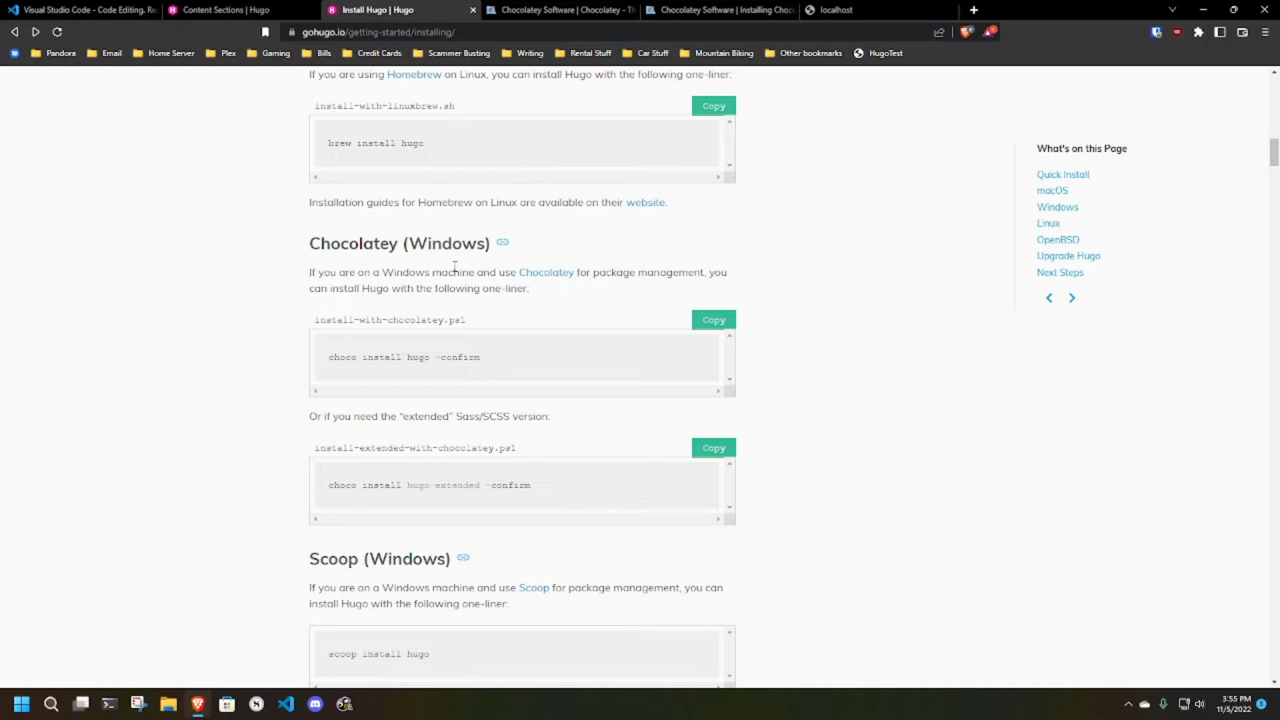 Visual Studio Code - Code Editing. Re
Content Sections | Hugo
Install Hugo | Hugo
Chocolatey Software | Chocolatey - Th
Chocolatey Software | Installing Choc
localhost
gohugo.io/getting-started/installing/
Pandora
Email
Home Server
Plex
Gaming
Bills
Credit Cards
Scammer Busting
Writing
Rental Stuff
Car Stuff
Mountain Biking
Other bookmarks
HugoTest
If you are using Homebrew on Linux, you can install Hugo with the following one-liner:
install-with-linuxbrew.sh
Copy
brew install hugo
Installation guides for Homebrew on Linux are available on their website.
Chocolatey (Windows)
If you are on a Windows machine and use Chocolatey for package management, you
can install Hugo with the following one-liner:
install-with-chocolatey.ps1
Copy
choco install hugo -confirm
Or if you need the “extended” Sass/SCSS version:
install-extended-with-chocolatey.ps1
Copy
choco install hugo-extended -confirm
Scoop (Windows)
If you are on a Windows machine and use Scoop for package management, you can
install Hugo with the following one-liner:
scoop install hugo
What's on this Page
Quick Install
macOS
Windows
Linux
OpenBSD
Upgrade Hugo
Next Steps
3:55 PM
11/5/2022